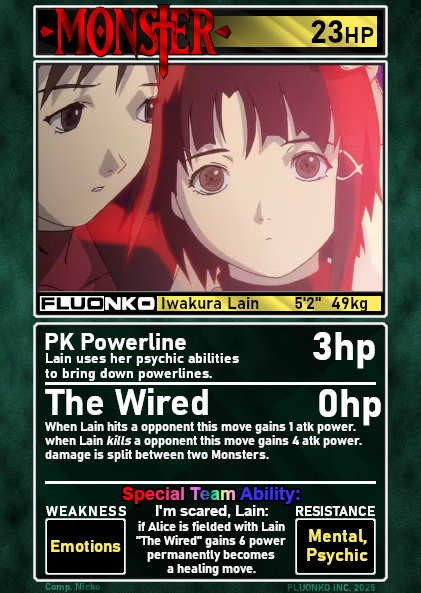 MONSTER
23HP
FLUONKO Iwakura Lain 5'2" 49kg
PK Powerline 3hp
Lain uses her psychic abilities
to bring down powerlines.
The Wired 0hp
When Lain hits a opponent this move gains 1 atk power.
when Lain kills a opponent this move gains 4 atk power.
damage is split between two Monsters.
Special Team Ability:
WEAKNESS
Emotions
I'm scared, Lain:
if Alice is fielded with Lain
"The Wired" gains 6 power
permanently becomes
a healing move.
RESISTANCE
Mental,
Psychic
Comp. Nicko
FLUONKO INC. 2025